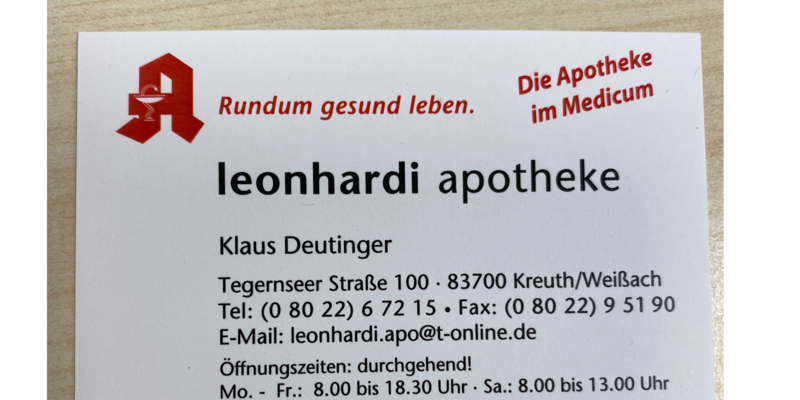 Rundum gesund leben.
Die Apotheke
im Medicum
leonhardi apotheke
Klaus Deutinger
Tegernseer Straße 100 · 83700 Kreuth/Weißach
Tel: (0 80 22) 6 72 15 • Fax: (0 80 22) 9 51 90
E-Mail: leonhardi.apo@t-online.de
Öffnungszeiten: durchgehend!
Mo. - Fr.: 8.00 bis 18.30 Uhr · Sa.: 8.00 bis 13.00 Uhr